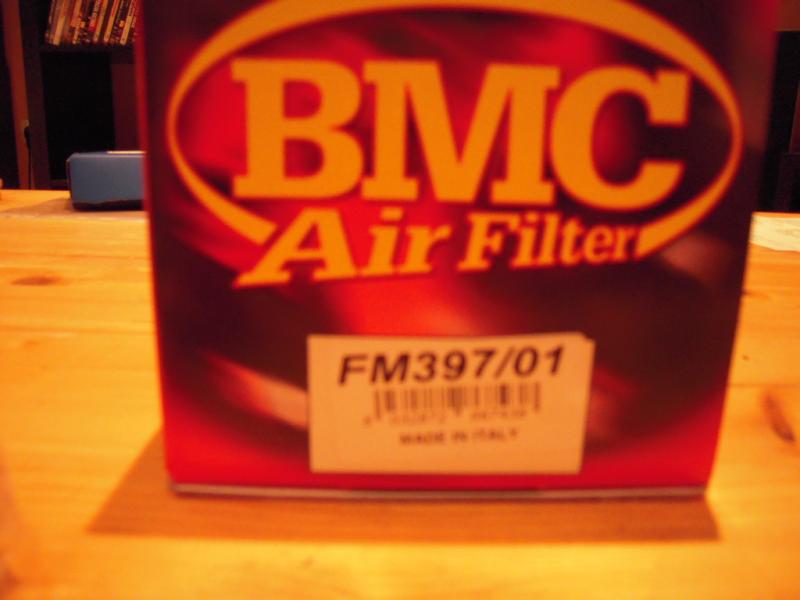 BMC
Air Filter
FM397/01
MADE IN ITALY